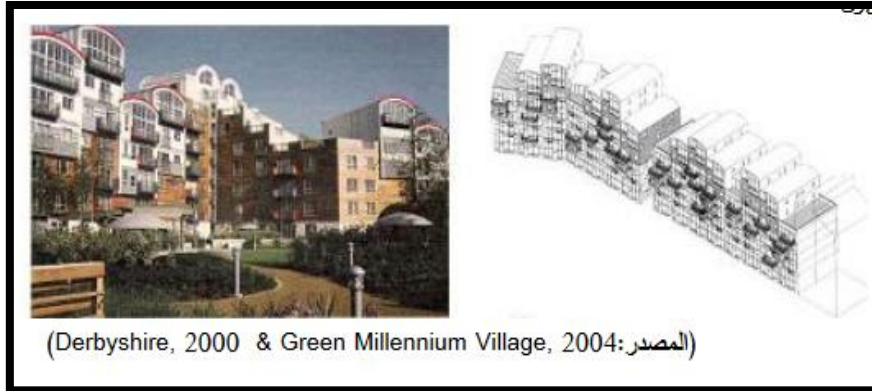 (المصدر:Derbyshire, 2000 & Green Millennium Village, 2004)